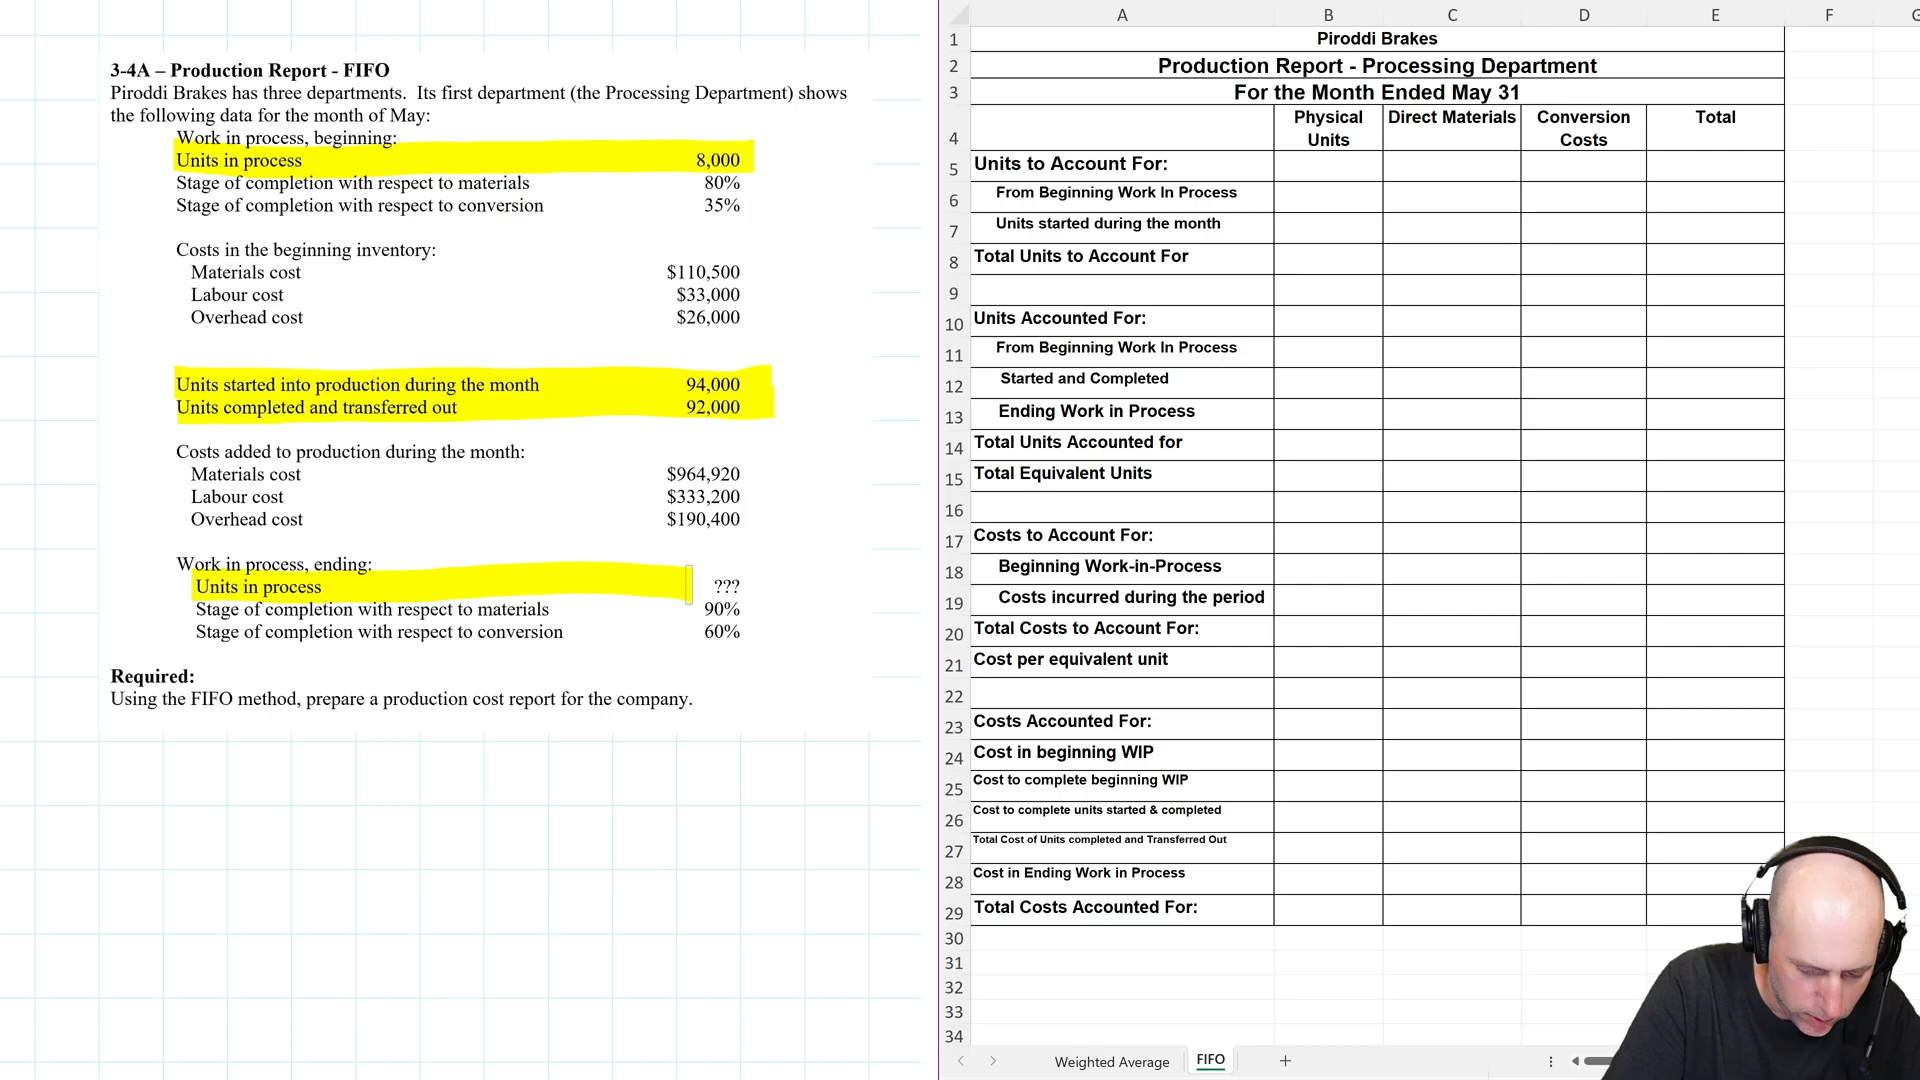 3-4A – Production Report - FIFO
Piroddi Brakes has three departments.  Its first department (the Processing Department) shows
the following data for the month of May:
Work in process, beginning:
Units in process 8,000
Stage of completion with respect to materials 80%
Stage of completion with respect to conversion 35%
Costs in the beginning inventory:
Materials cost $110,500
Labour cost $33,000
Overhead cost $26,000
Units started into production during the month 94,000
Units completed and transferred out 92,000
Costs added to production during the month:
Materials cost $964,920
Labour cost $333,200
Overhead cost $190,400
Work in process, ending:
Units in process ???
Stage of completion with respect to materials 90%
Stage of completion with respect to conversion 60%
Required:
Using the FIFO method, prepare a production cost report for the company.
A B C D E F G
1 Piroddi Brakes
2 Production Report - Processing Department
3 For the Month Ended May 31
4 Physical Units Direct Materials Conversion Costs Total
5 Units to Account For:
6 From Beginning Work In Process
7 Units started during the month
8 Total Units to Account For
9
10 Units Accounted For:
11 From Beginning Work In Process
12 Started and Completed
13 Ending Work in Process
14 Total Units Accounted for
15 Total Equivalent Units
16
17 Costs to Account For:
18 Beginning Work-in-Process
19 Costs incurred during the period
20 Total Costs to Account For:
21 Cost per equivalent unit
22
23 Costs Accounted For:
24 Cost in beginning WIP
25 Cost to complete beginning WIP
26 Cost to complete units started & completed
27 Total Cost of Units completed and Transferred Out
28 Cost in Ending Work in Process
29 Total Costs Accounted For:
30
31
32
33
34
Weighted Average FIFO